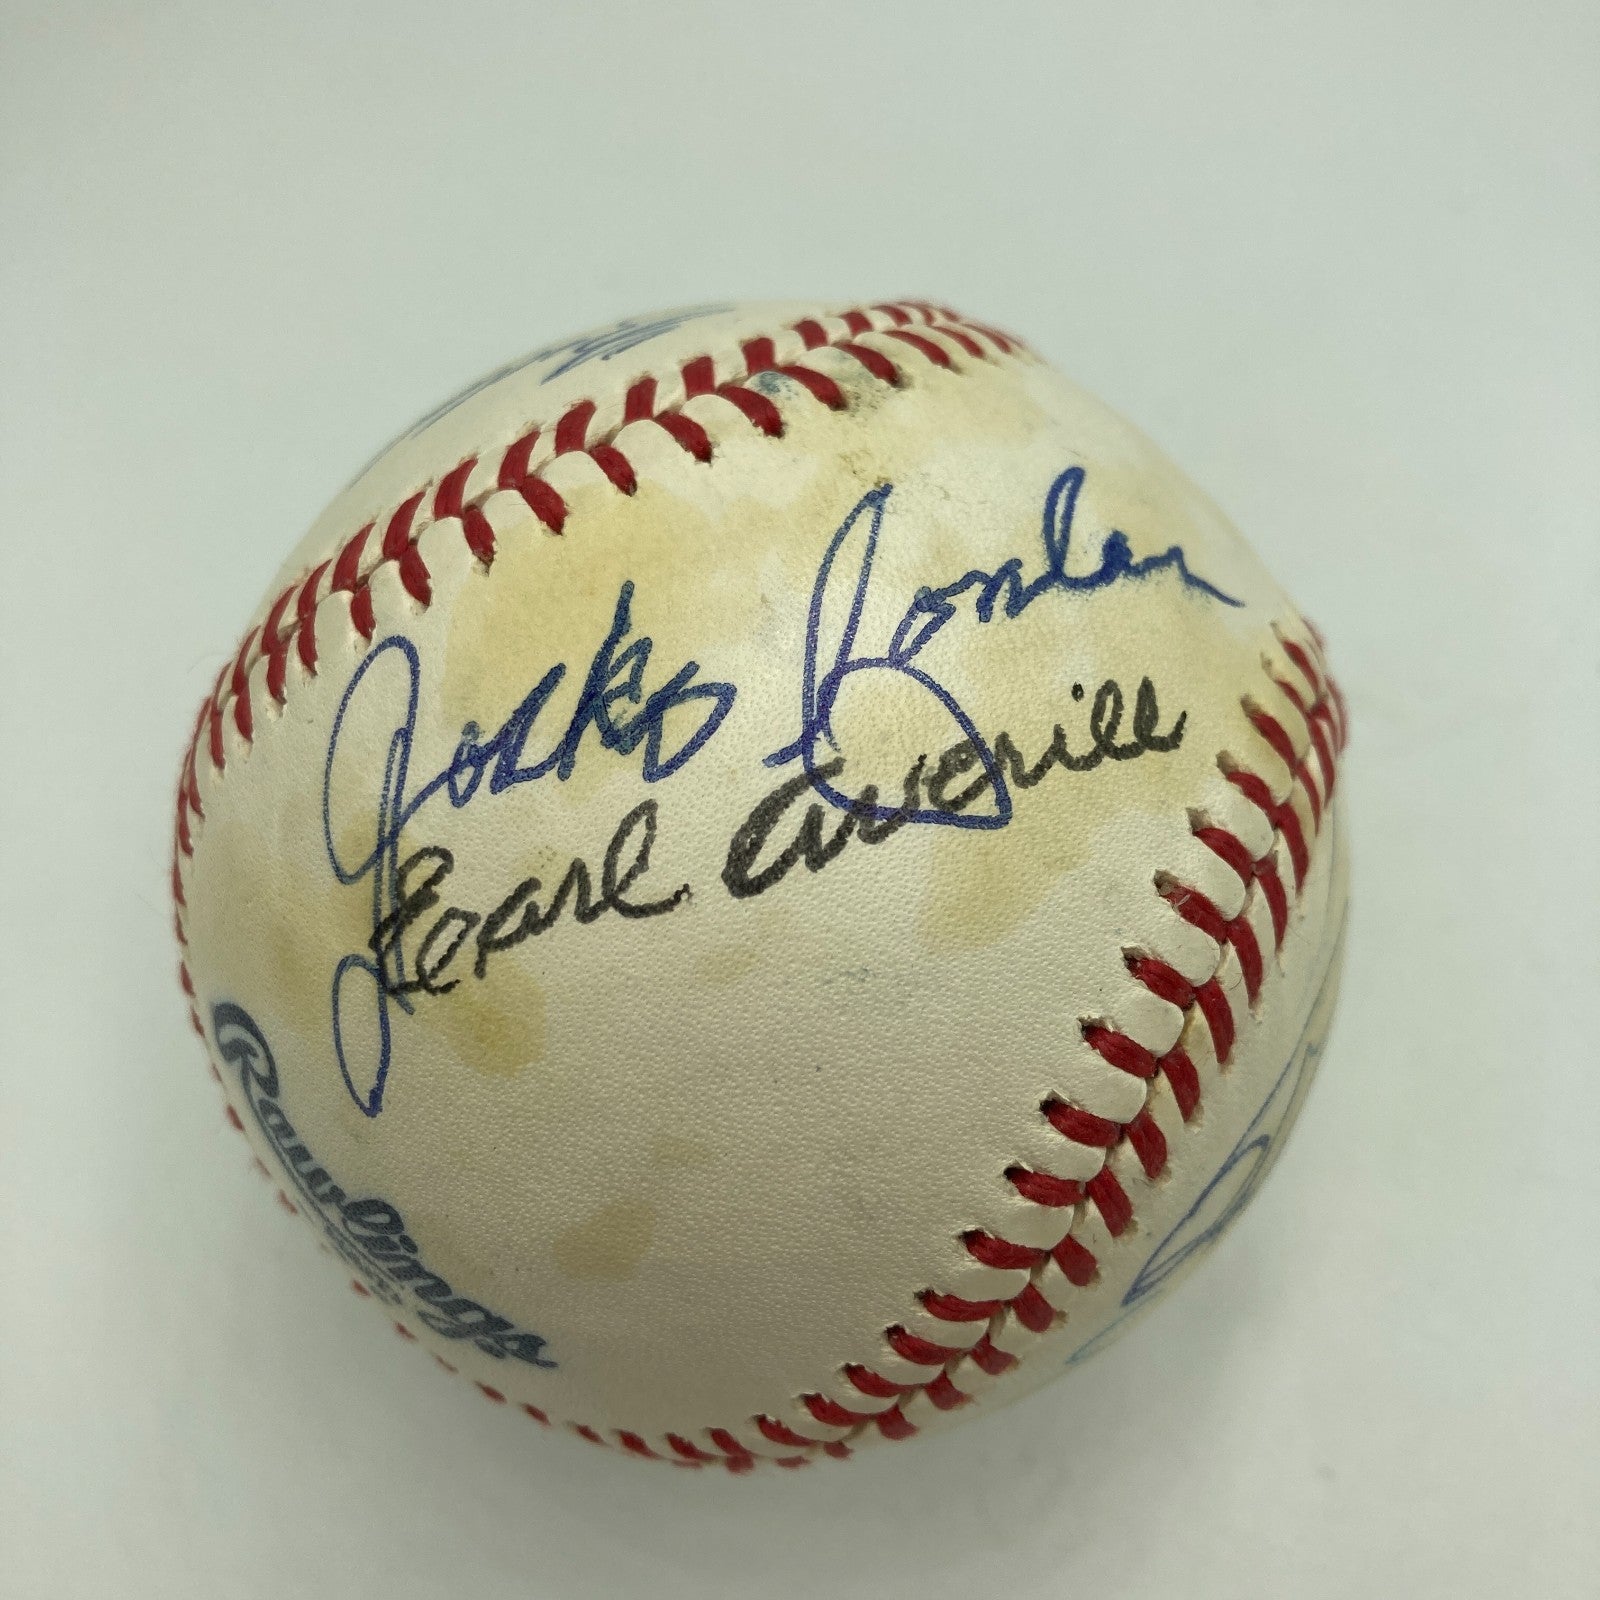 Jocko Conlan
Earl Averill
Rawlings